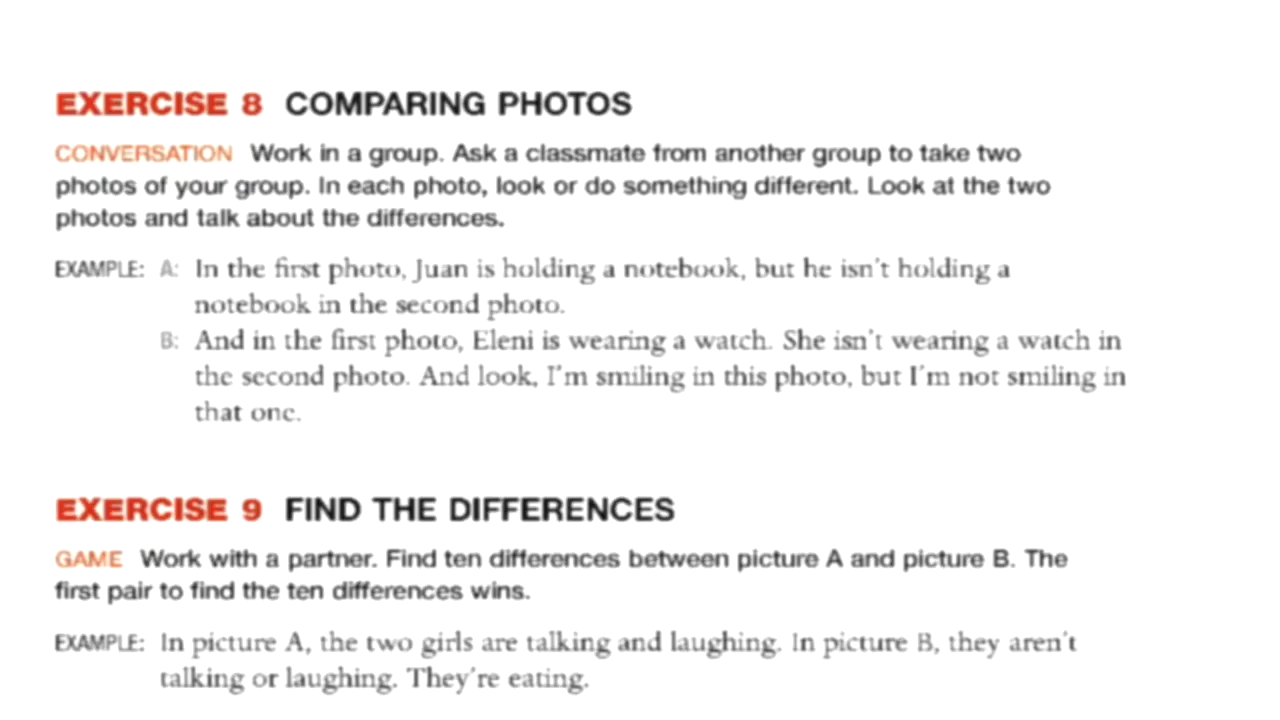 EXERCISE 8 COMPARING PHOTOS
CONVERSATION Work in a group. Ask a classmate from another group to take two
photos of your group. In each photo, look or do something different. Look at the two
photos and talk about the differences.
EXAMPLE: A: In the first photo, Juan is holding a notebook, but he isn't holding a
notebook in the second photo.
B: And in the first photo, Eleni is wearing a watch. She isn't wearing a watch in
the second photo. And look, I'm smiling in this photo, but I'm not smiling in
that one.
EXERCISE 9 FIND THE DIFFERENCES
GAME Work with a partner. Find ten differences between picture A and picture B. The
first pair to find the ten differences wins.
EXAMPLE: In picture A, the two girls are talking and laughing. In picture B, they aren't
talking or laughing. They're eating.